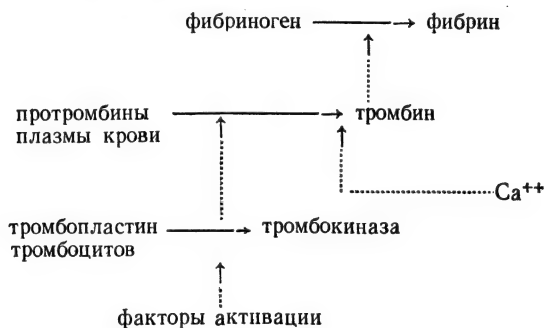 фибриноген фибрин
протромбины тромбин
плазмы крови
Ca++
тромбопластин тромбокиназа
тромбоцитов
факторы активации